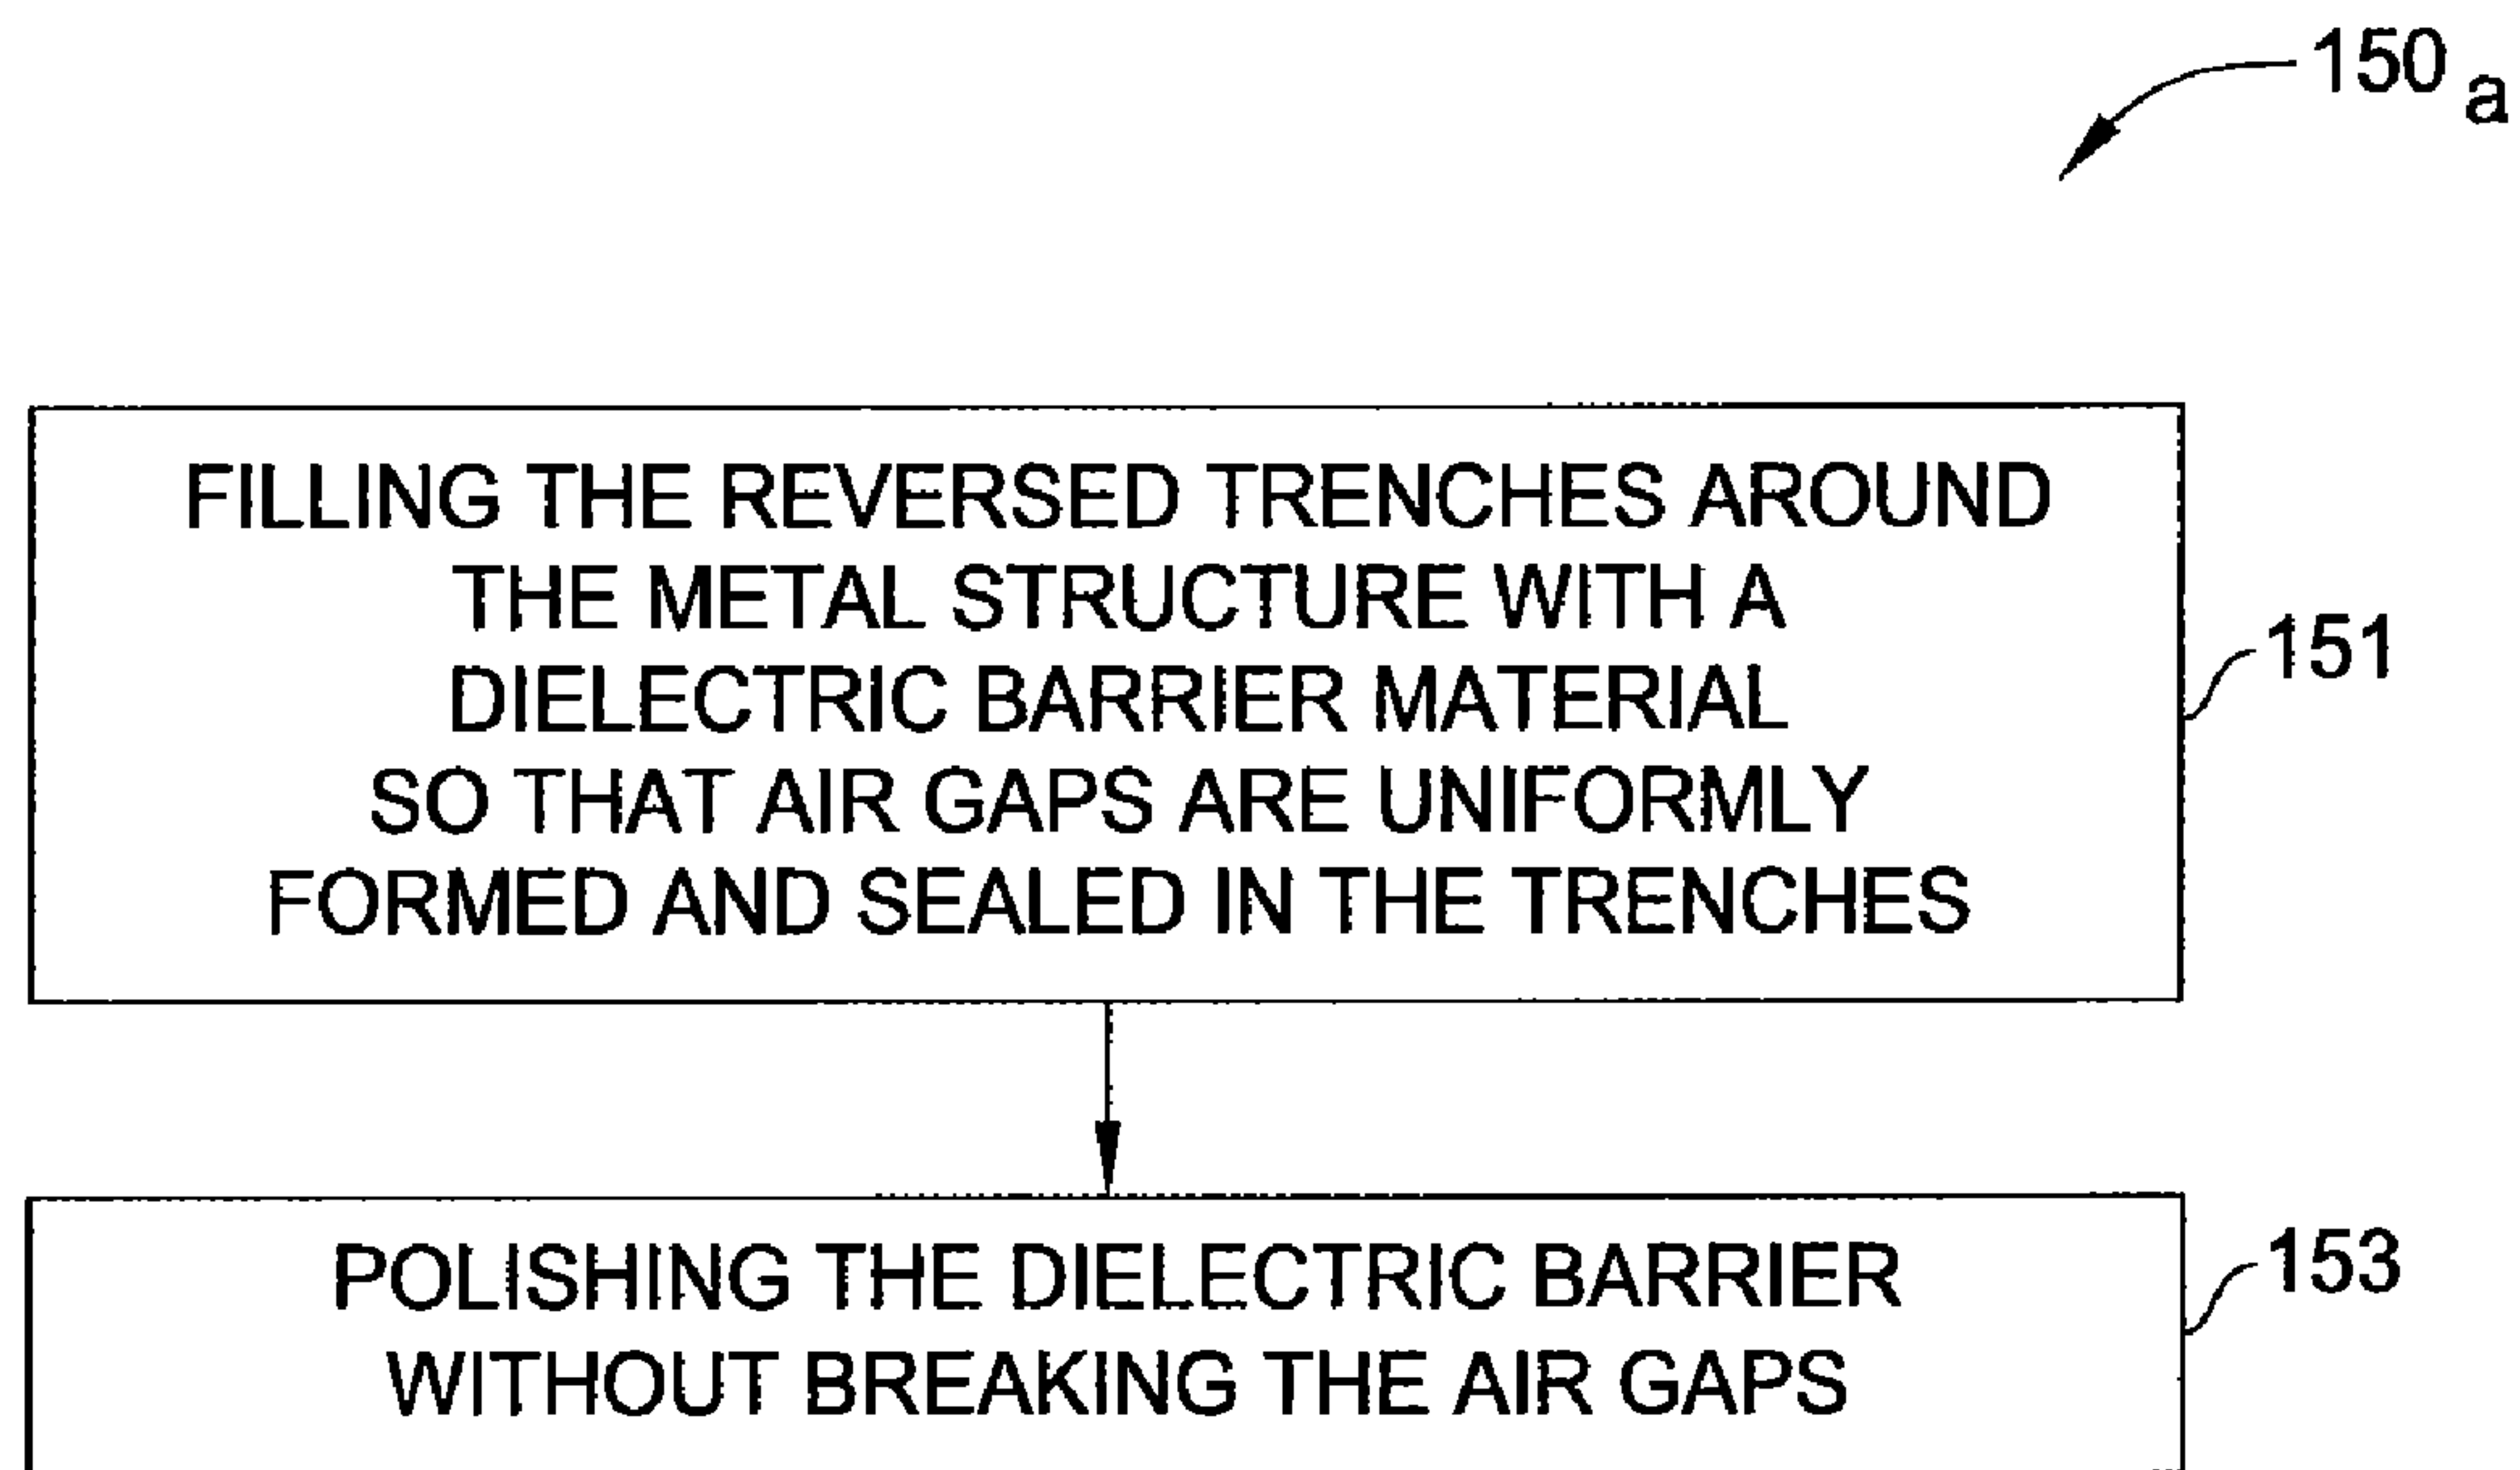 150 a
FILLING THE REVERSED TRENCHES AROUND
THE METAL STRUCTURE WITH A
DIELECTRIC BARRIER MATERIAL
SO THAT AIR GAPS ARE UNIFORMLY
FORMED AND SEALED IN THE TRENCHES
151
POLISHING THE DIELECTRIC BARRIER
WITHOUT BREAKING THE AIR GAPS
153